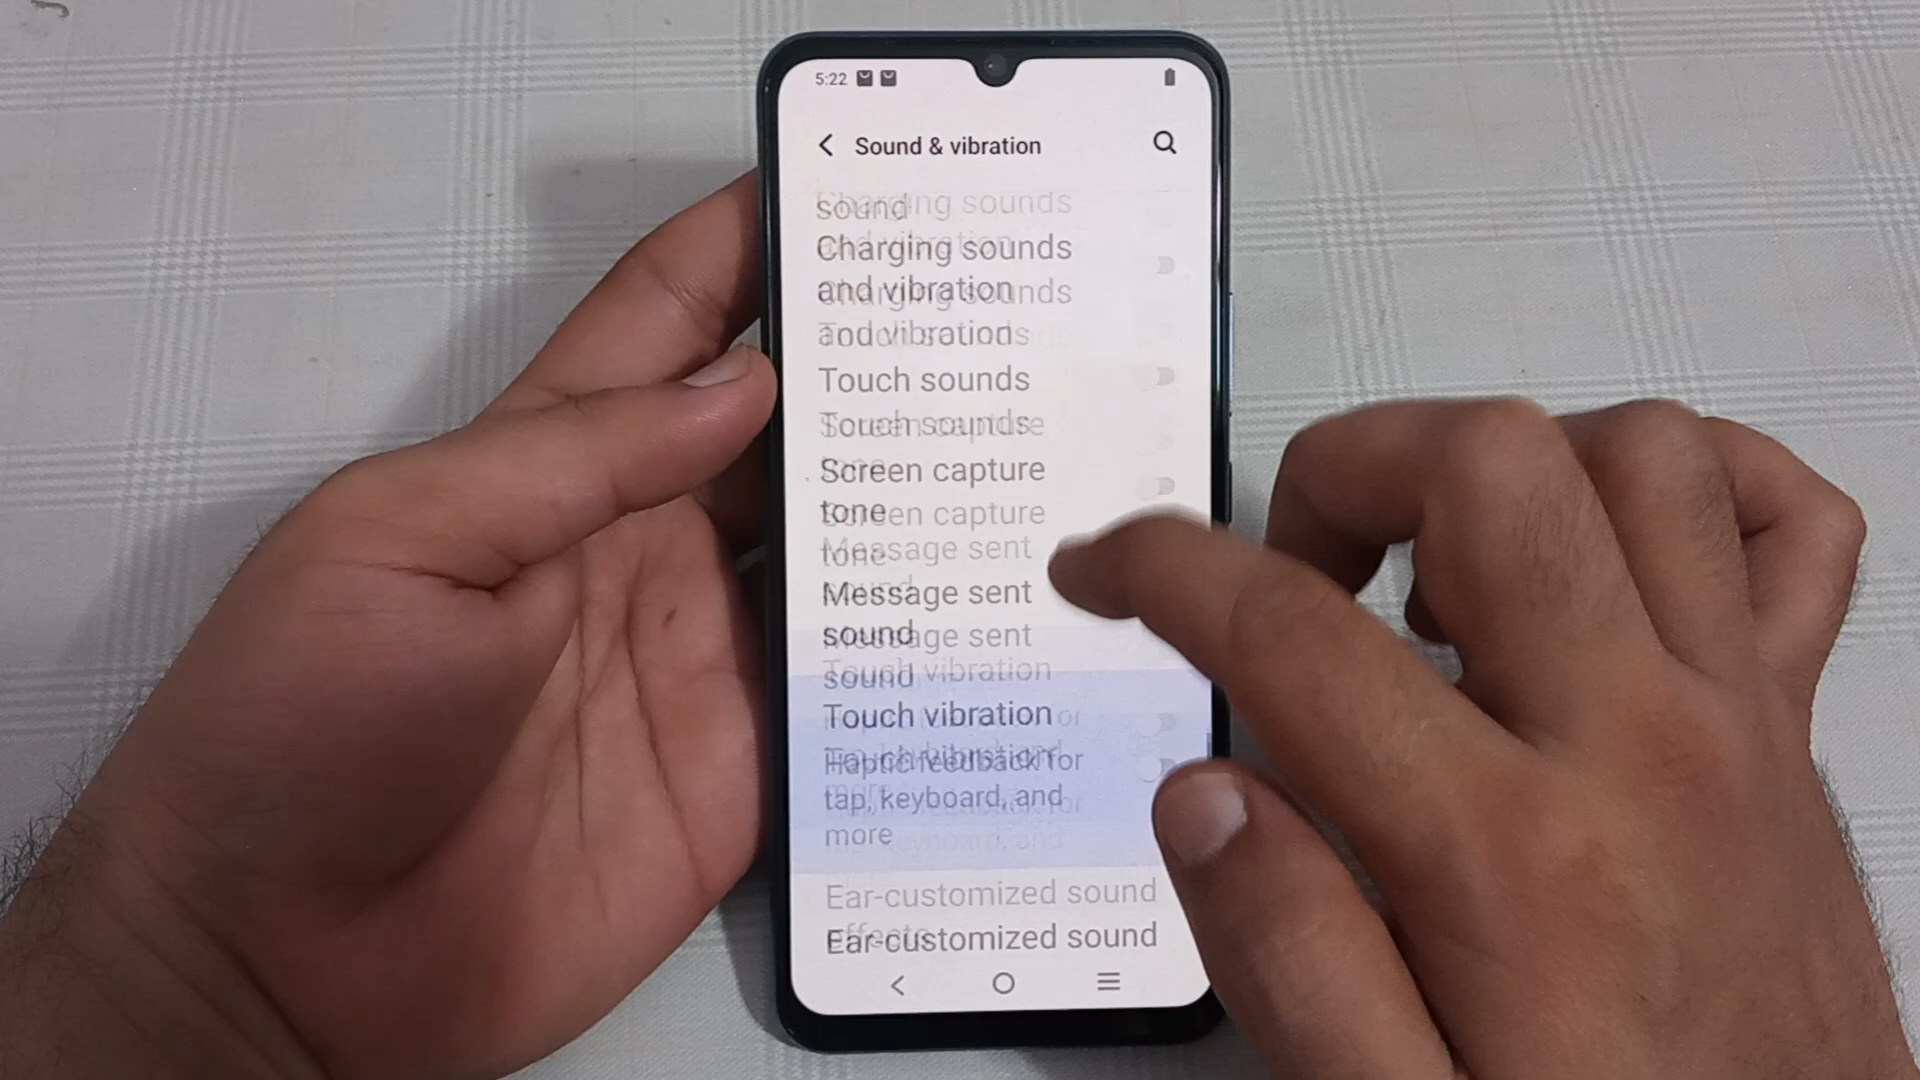 5:22
Sound & vibration
sound
Charging sounds
and vibration
Touch sounds
Screen capture
tone
Message sent
sound
Touch vibration
Haptic feedback for
tap, keyboard, and
more
Ear-customized sound
effects